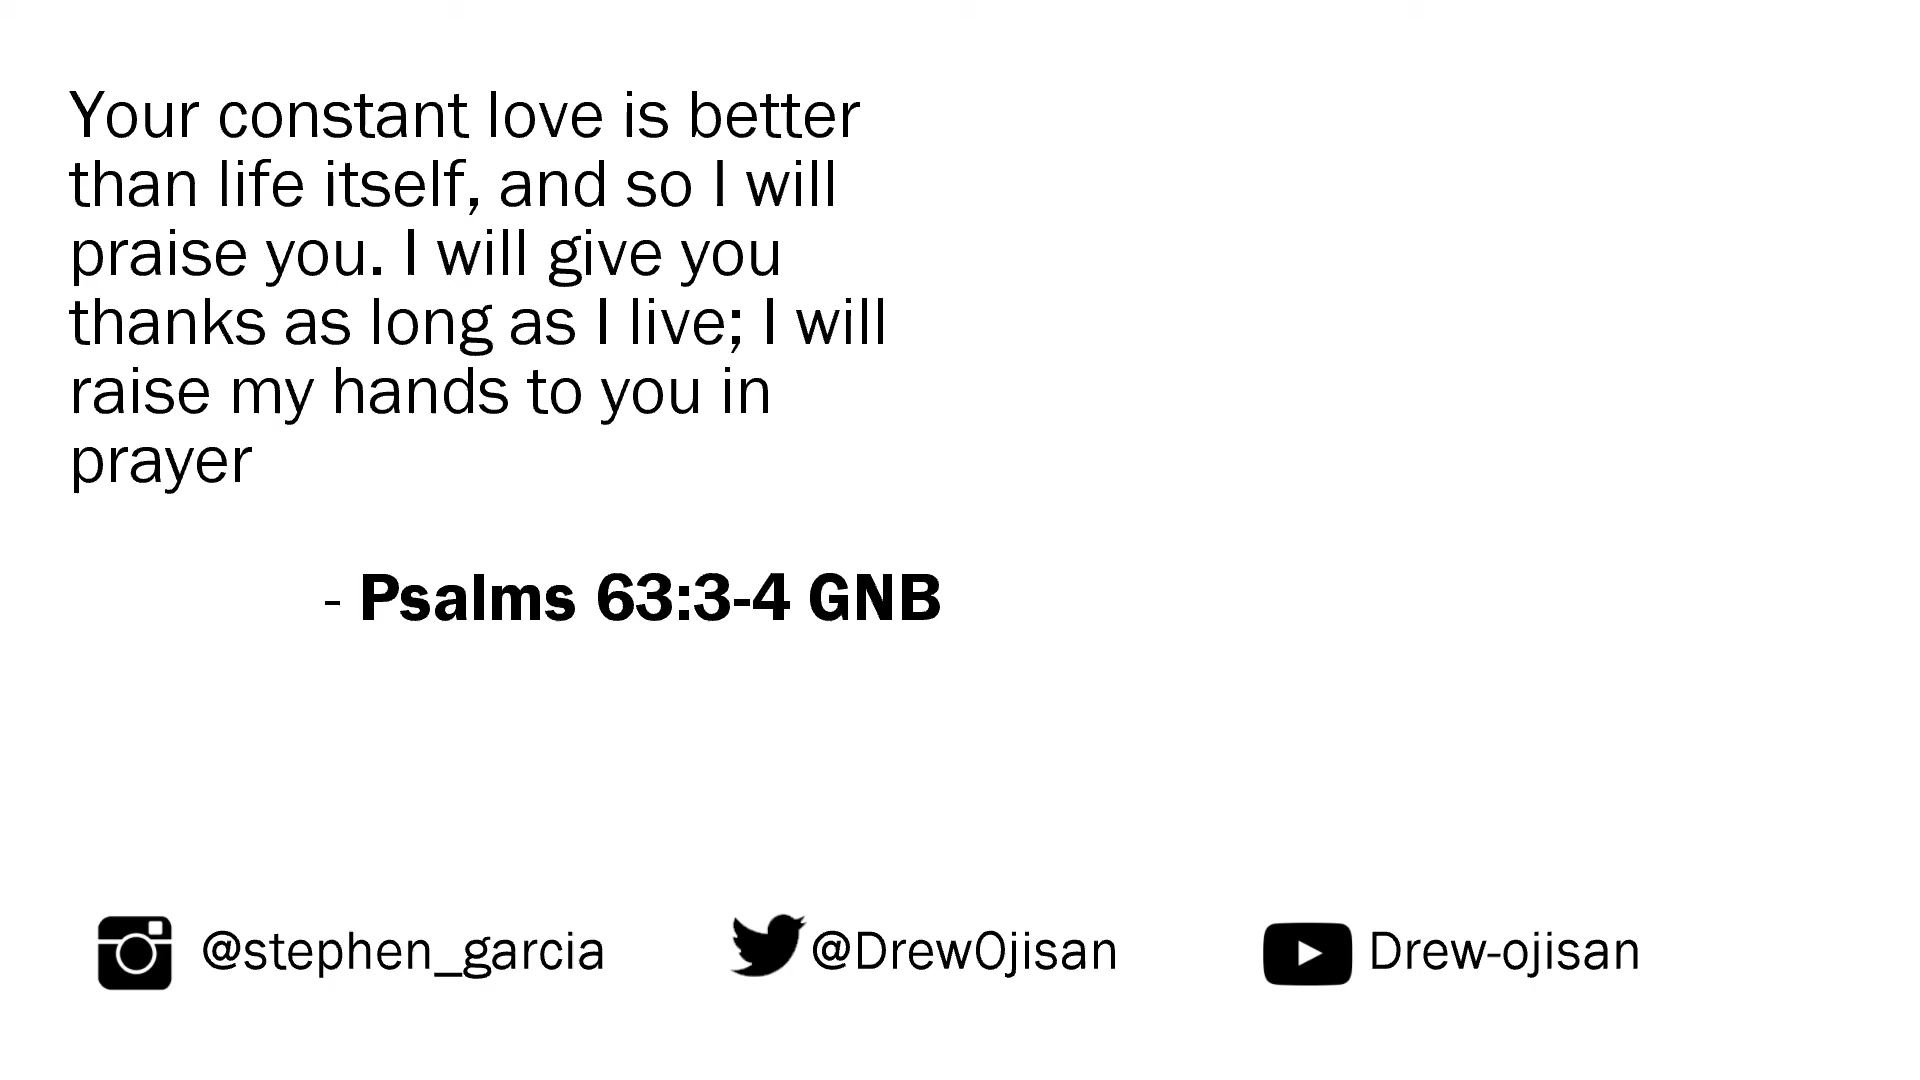 Your constant love is better
than life itself, and so I will
praise you. I will give you
thanks as long as I live; I will
raise my hands to you in
prayer
- Psalms 63:3-4 GNB
@stephen_garcia
@DrewOjisan
Drew-ojisan